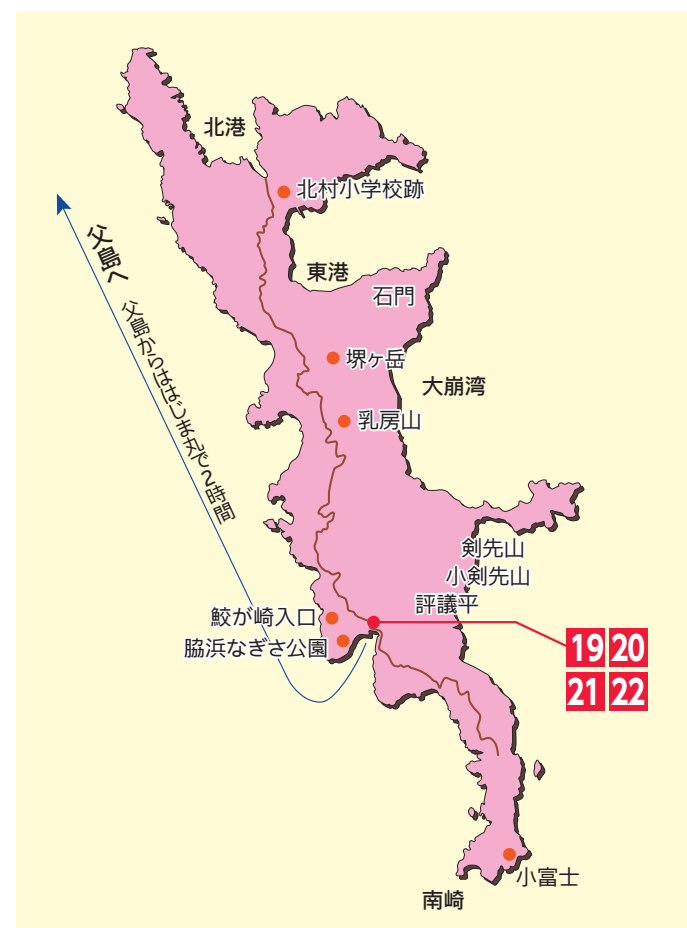 北港
北村小学校跡
父島へ
父島からははじま丸で2時間
東港
石門
堺ヶ岳
大崩湾
乳房山
剣先山
小剣先山
評議平
鮫が崎入口
脇浜なぎさ公園
19 20
21 22
小富士
南崎